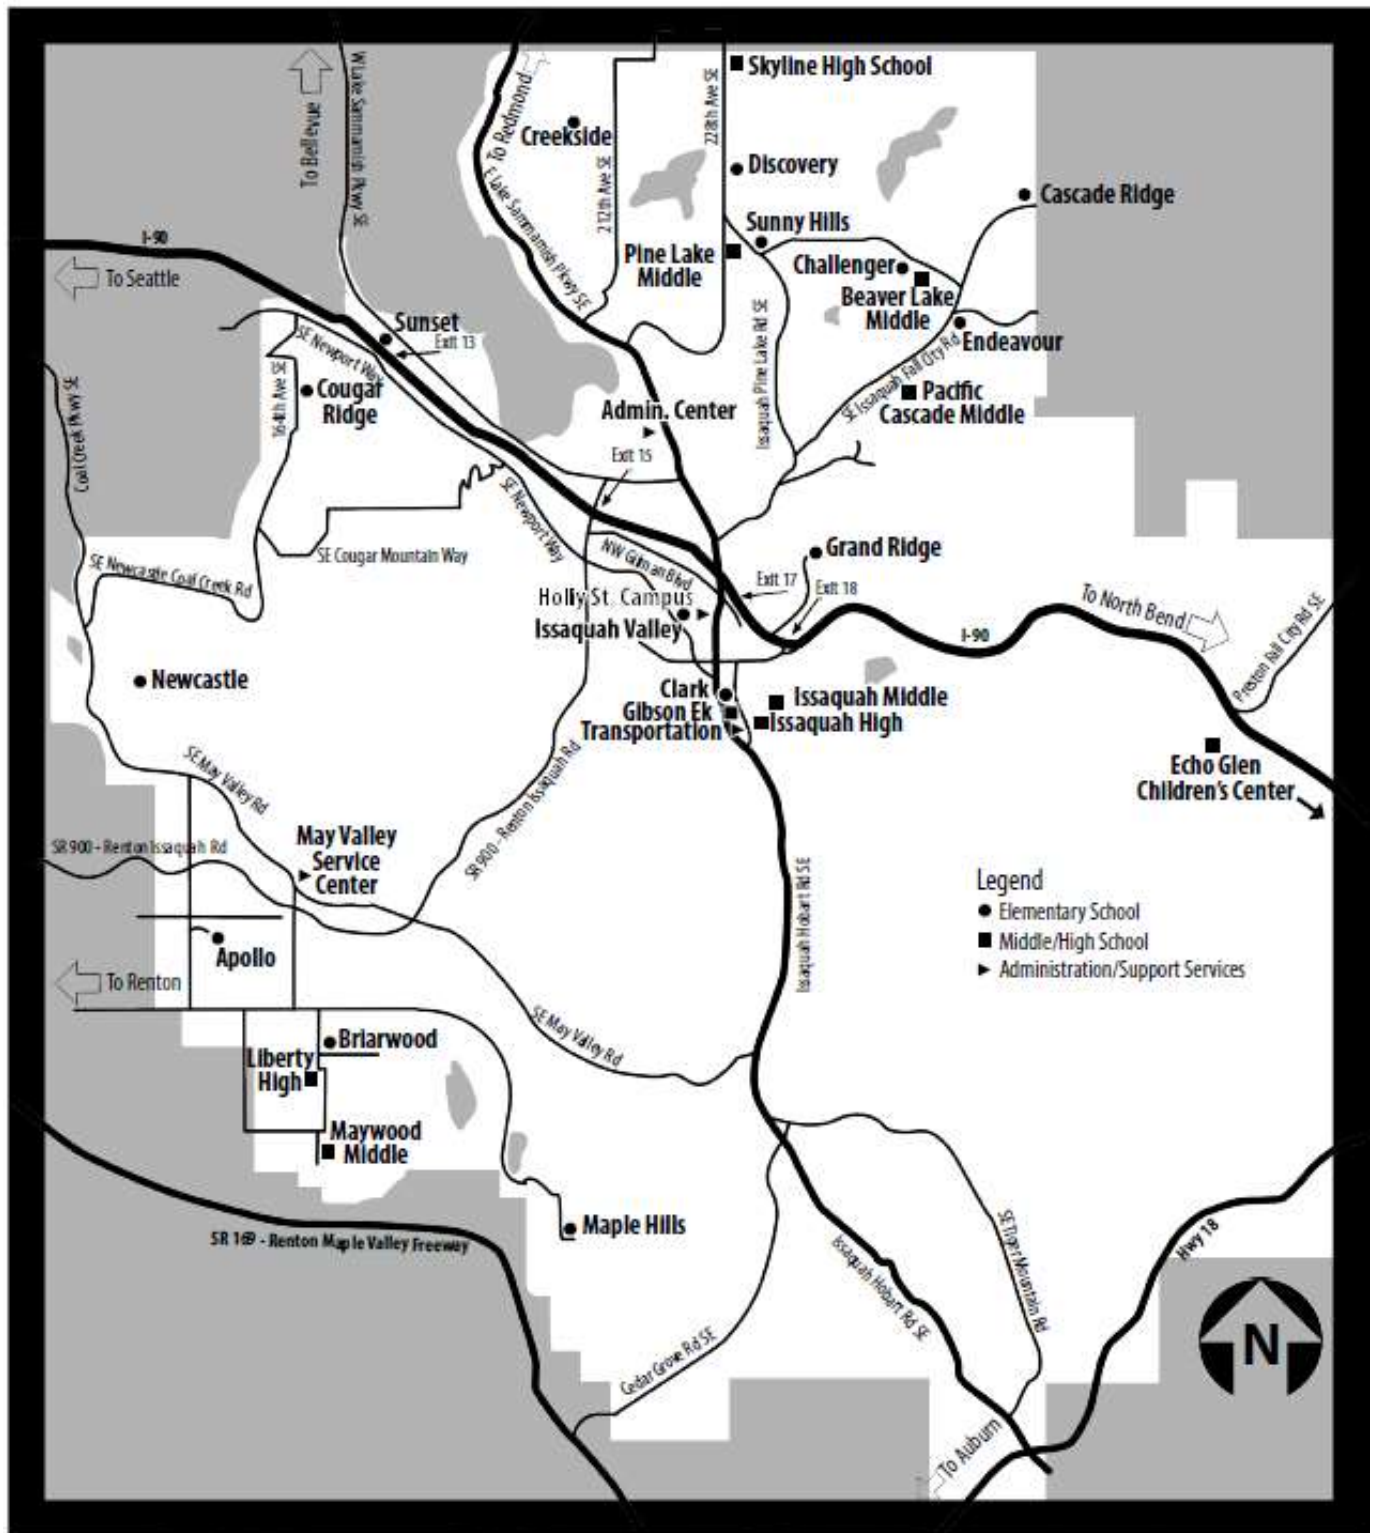 Skyline High School
To Redmond
W Lake Sammamish Pkwy SE
To Bellevue
228th Ave SE
Creekside
Discovery
Cascade Ridge
212th Ave SE
E Lake Sammamish Pkwy SE
Sunny Hills
I-90
Pine Lake
Middle
Challenger
To Seattle
Beaver Lake
Middle
Sunset
Exit 13
Endeavour
SE Newport Way
Issaquah Pine Lake Rd SE
SE Issaquah Fall City Rd
Cougar
Ridge
164th Ave SE
Pacific
Cascade Middle
Coal Creek Pkwy SE
Admin. Center
Exit 15
SE Newport Way
SE Cougar Mountain Way
NW Gilman Blvd
Grand Ridge
SE Newcastle Coal Creek Rd
Exit 17
Exit 18
Holly St. Campus
Issaquah Valley
To North Bend
I-90
Preston Fall City Rd SE
Newcastle
Clark
Gibson Ek
Transportation
Issaquah Middle
Issaquah High
SE May Valley Rd
SR 900 - Renton Issaquah Rd
Echo Glen
Children's Center
SR 900 - Renton Issaquah Rd
May Valley
Service
Center
Issaquah Hobart Rd SE
Legend
Elementary School
Middle/High School
Administration/Support Services
Apollo
To Renton
SE May Valley Rd
Briarwood
Liberty
High
Maywood
Middle
Maple Hills
SR 169 - Renton Maple Valley Freeway
SE Tiger Mountain Rd
Hwy 18
Issaquah Hobart Rd SE
Cedar Grove Rd SE
N
To Auburn